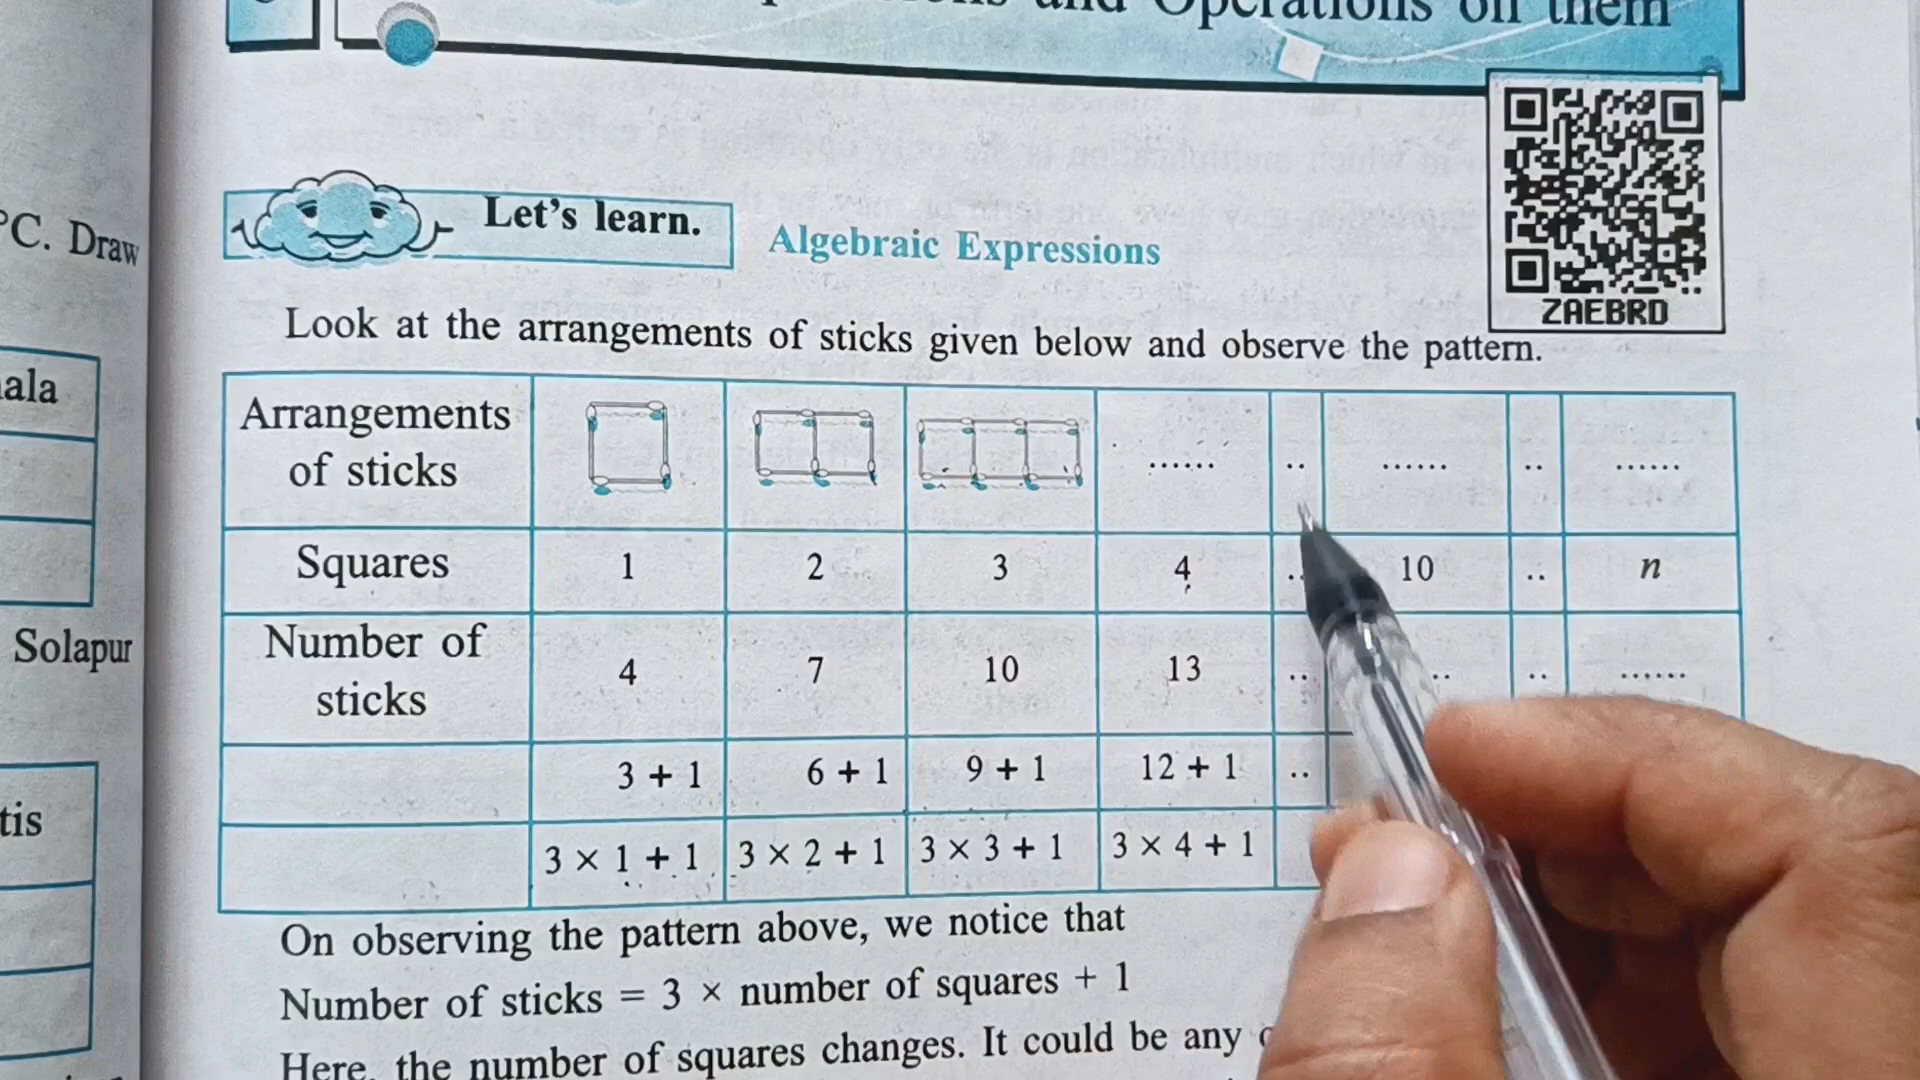 and Operations on them
°C. Draw
Let's learn.
Algebraic Expressions
ZAEBRD
Look at the arrangements of sticks given below and observe the pattern.
Arrangements of sticks ...... .. ...... .. ......
Squares 1 2 3 4 .. 10 .. n
Number of sticks 4 7 10 13 .. .. .. ......
3 + 1 6 + 1 9 + 1 12 + 1 ..
3 × 1 + 1 3 × 2 + 1 3 × 3 + 1 3 × 4 + 1
Solapur
On observing the pattern above, we notice that
Number of sticks = 3 × number of squares + 1
Here, the number of squares changes. It could be any